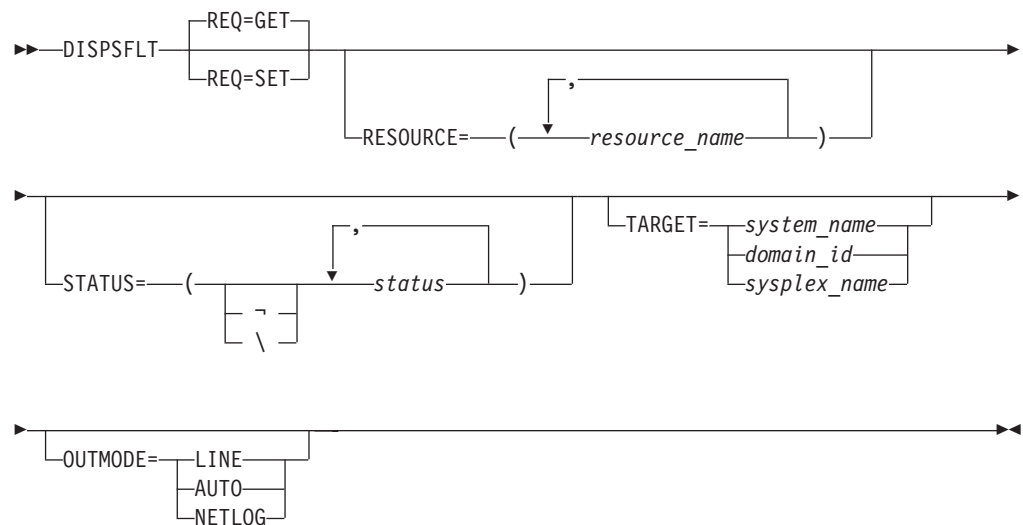 REQ=GET
DISPSFLT
REQ=SET
,
RESOURCE= ( resource_name )
,
STATUS= ( status )
¬
\
TARGET= system_name
domain_id
sysplex_name
OUTMODE= LINE
AUTO
NETLOG